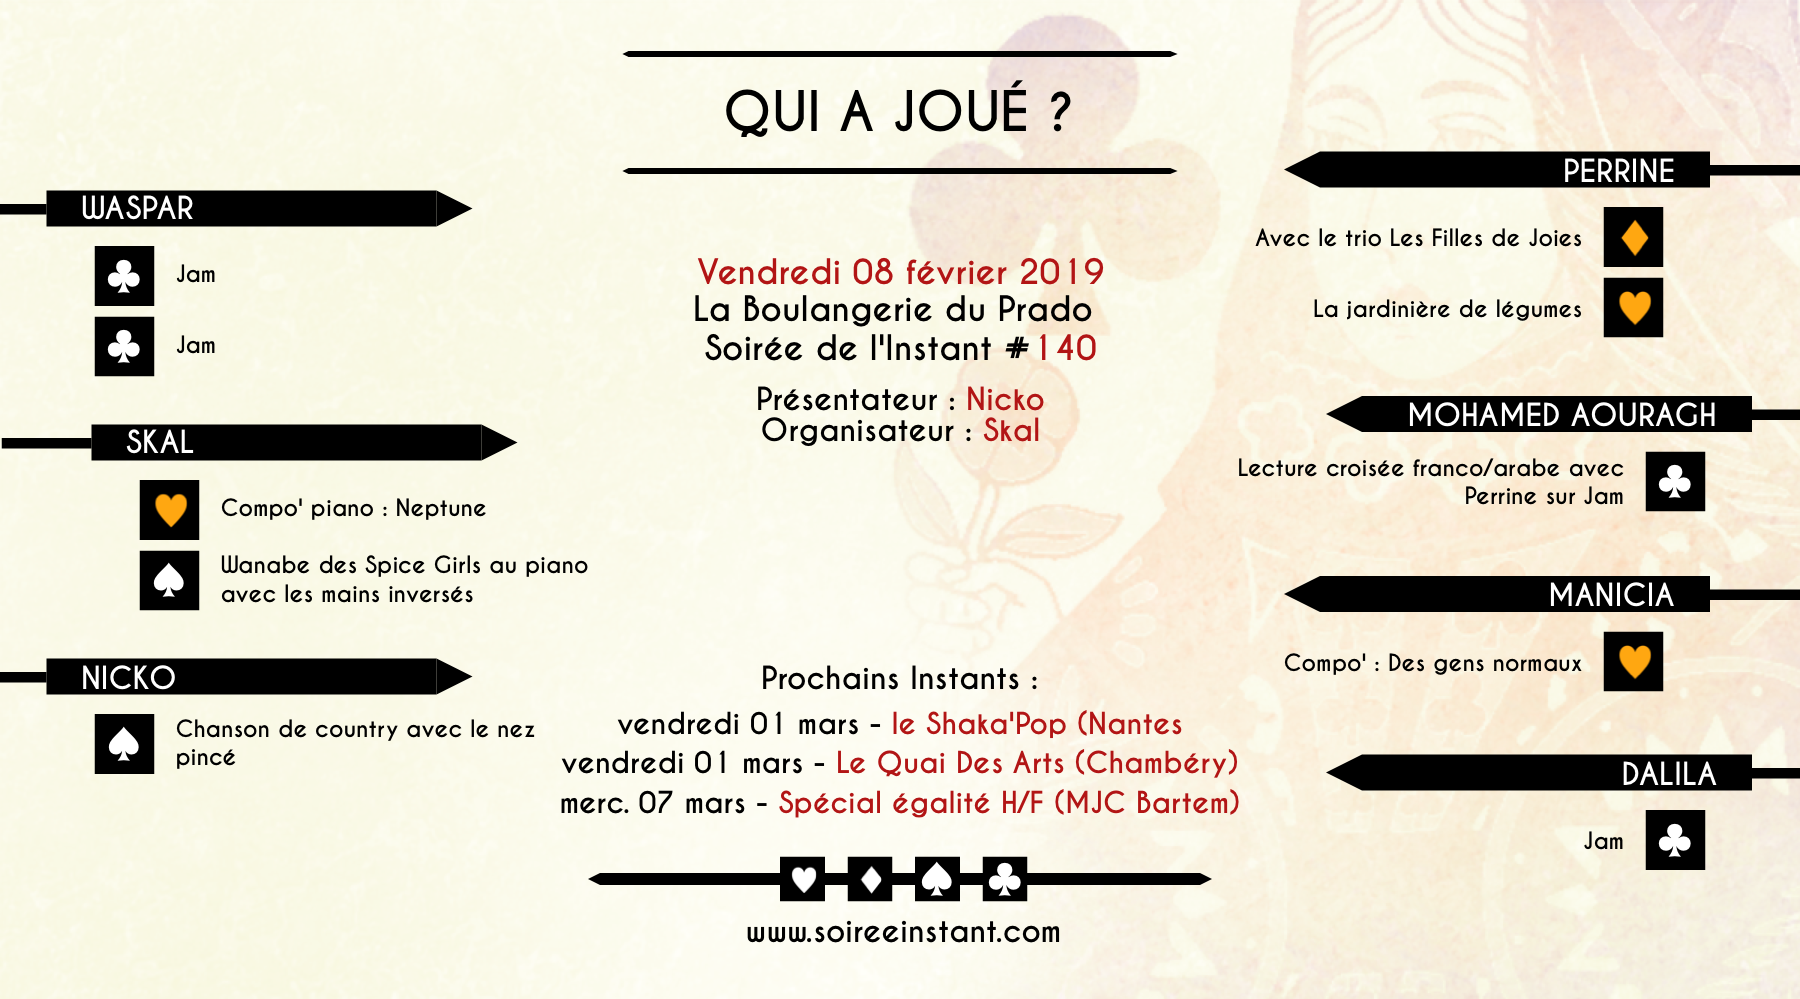 QUI A JOUÉ ?
Vendredi 08 février 2019
La Boulangerie du Prado
Soirée de l'Instant #140
Présentateur : Nicko
Organisateur : Skal
WASPAR
Jam
Jam
SKAL
Compo' piano : Neptune
Wanabe des Spice Girls au piano
avec les mains inversés
NICKO
Chanson de country avec le nez
pincé
PERRINE
Avec le trio Les Filles de Joies
La jardinière de légumes
MOHAMED AOURAGH
Lecture croisée franco/arabe avec
Perrine sur Jam
MANICIA
Compo' : Des gens normaux
DALILA
Jam
Prochains Instants :
vendredi 01 mars - le Shaka'Pop (Nantes
vendredi 01 mars - Le Quai Des Arts (Chambéry)
merc. 07 mars - Spécial égalité H/F (MJC Bartem)
www.soireeinstant.com